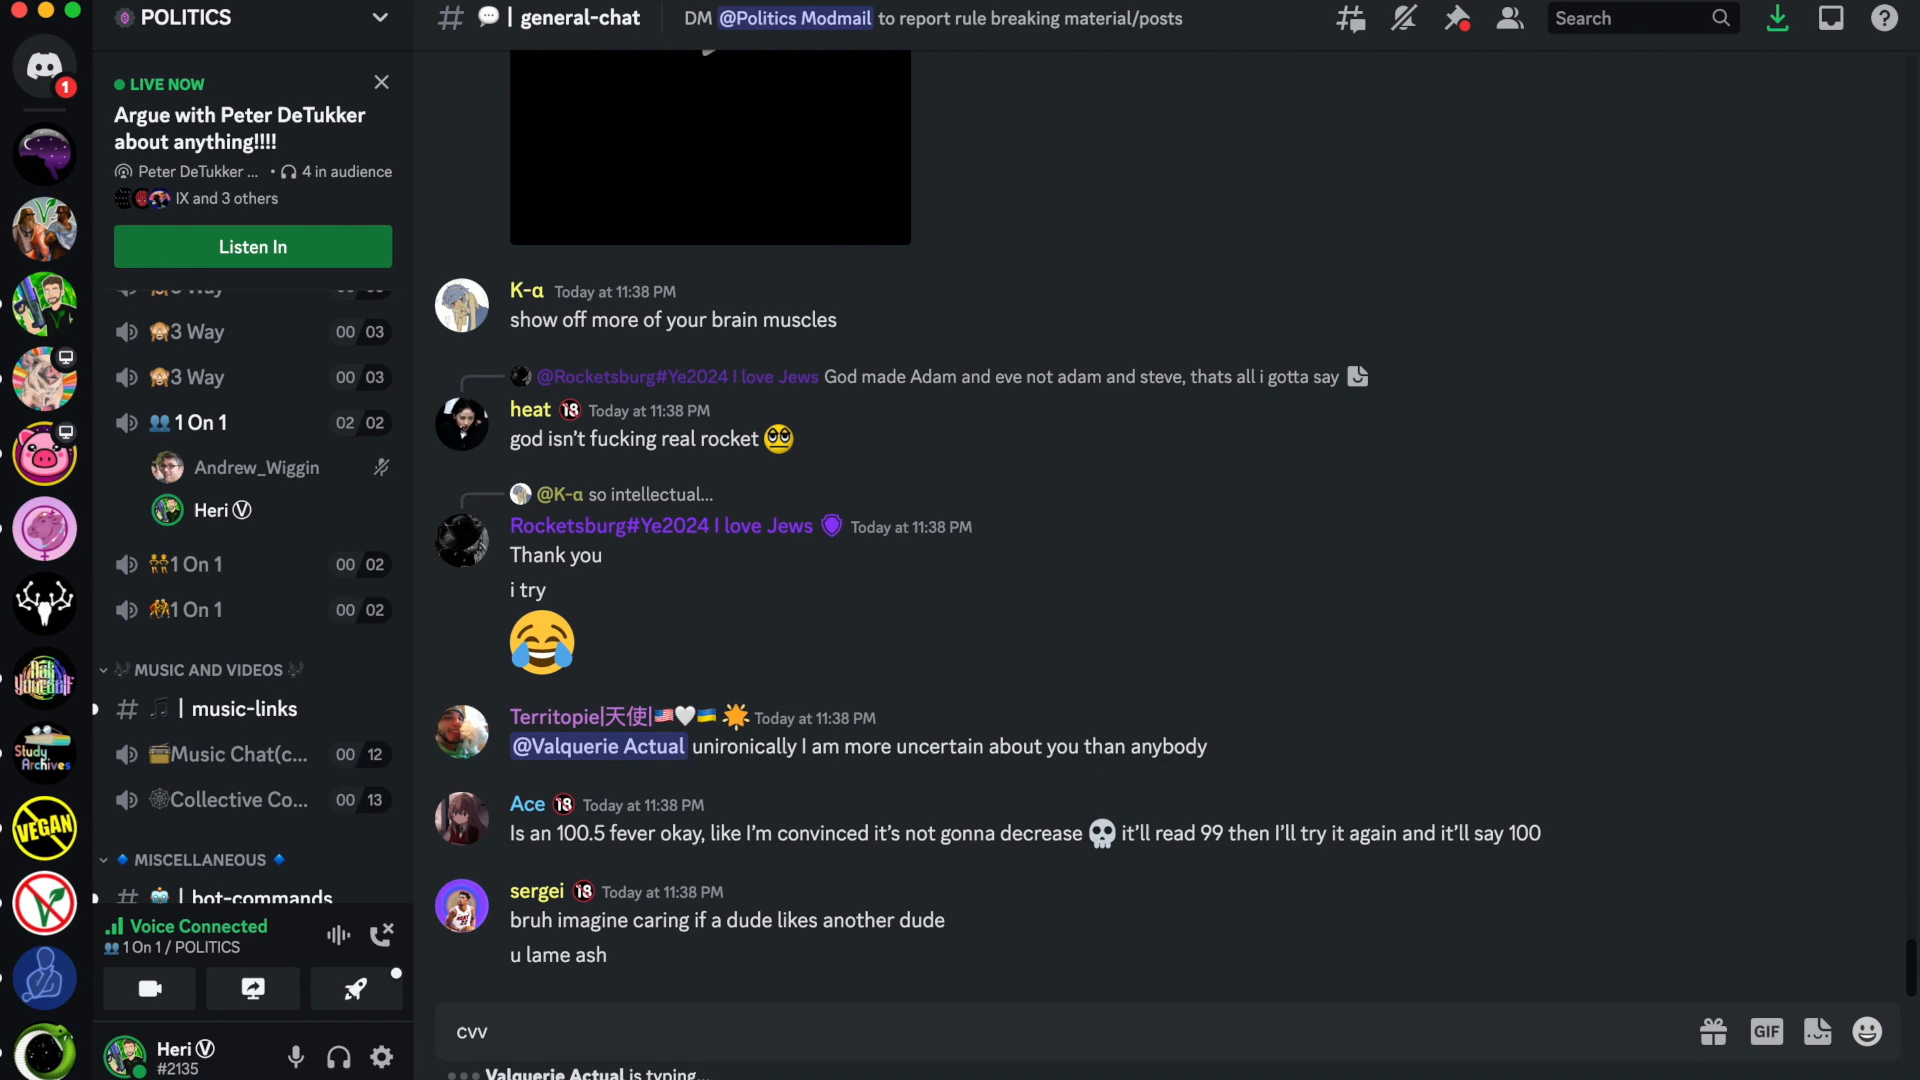 POLITICS
💬 | general-chat
DM @Politics Modmail to report rule breaking material/posts
Search
LIVE NOW
Argue with Peter DeTukker
about anything!!!!
Peter DeTukker ... • 4 in audience
IX and 3 others
Listen In
3 Way 00 03
🙈3 Way 00 03
🙈3 Way 00 03
👥 1 On 1 02 02
Andrew_Wiggin
Heri Ⓥ
1 On 1 00 02
1 On 1 00 02
MUSIC AND VIDEOS
🎵 | music-links
📻Music Chat(c... 00 12
🕸Collective Co... 00 13
🔹 MISCELLANEOUS 🔹
🤖 | bot-commands
Voice Connected
👥 1 On 1 / POLITICS
Heri Ⓥ
#2135
1
VEGAN
Study
Archives
Ask
Yourself
K-α Today at 11:38 PM
show off more of your brain muscles
@Rocketsburg#Ye2024 I love Jews God made Adam and eve not adam and steve, thats all i gotta say
heat 🔞 Today at 11:38 PM
god isn't fucking real rocket
@K-α so intellectual...
Rocketsburg#Ye2024 I love Jews Today at 11:38 PM
Thank you
i try
😂
Territopie|天使|🇺🇸🤍🇺🇦 Today at 11:38 PM
@Valquerie Actual unironically I am more uncertain about you than anybody
Ace 🔞 Today at 11:38 PM
Is an 100.5 fever okay, like I'm convinced it's not gonna decrease 💀 it'll read 99 then I'll try it again and it'll say 100
sergei 🔞 Today at 11:38 PM
bruh imagine caring if a dude likes another dude
u lame ash
cvv
GIF
Valquerie Actual is typing...